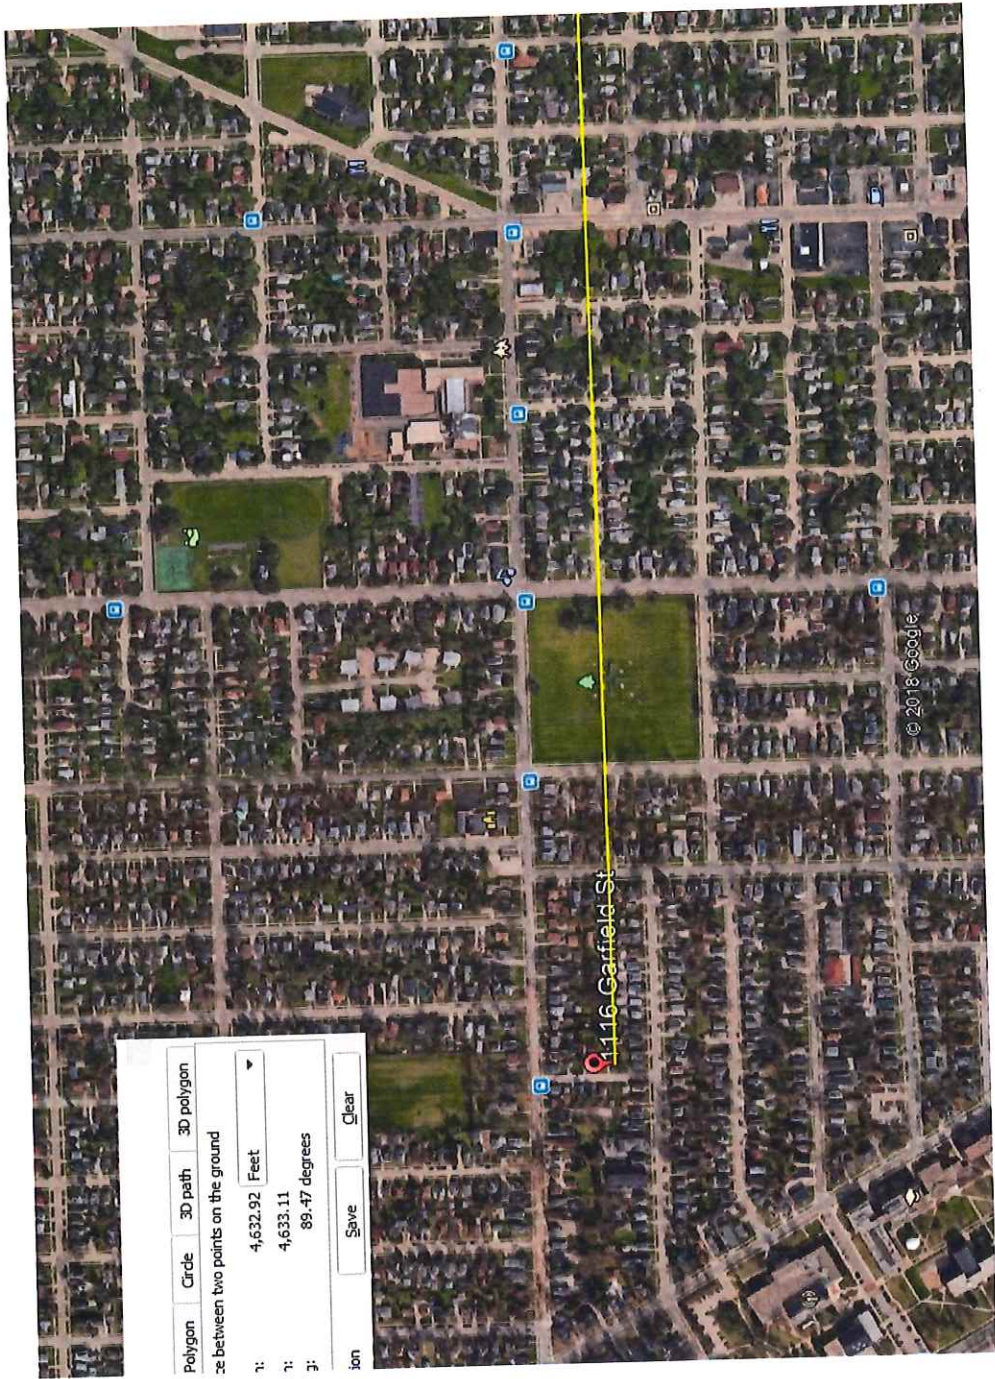 Polygon Circle 3D path 3D polygon
ce between two points on the ground
n: 4,632.92 Feet
n: 4,633.11
g: 89.47 degrees
ion Save Clear
1116 Garfield St
© 2018 Google